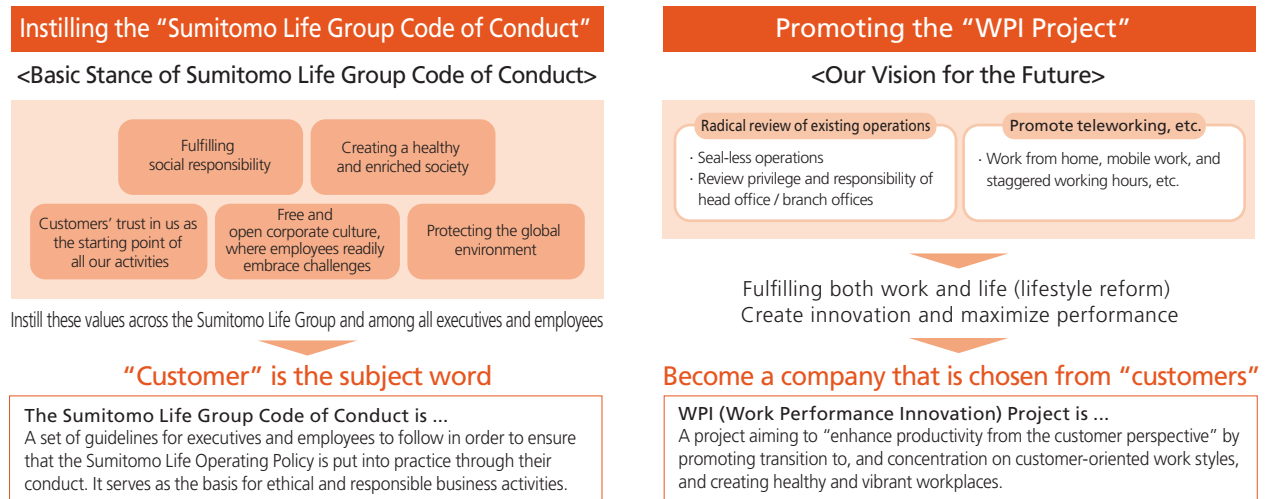 Instilling the “Sumitomo Life Group Code of Conduct”
<Basic Stance of Sumitomo Life Group Code of Conduct>
Fulfilling
social responsibility
Creating a healthy
and enriched society
Customers’ trust in us as
the starting point of
all our activities
Free and
open corporate culture,
where employees readily
embrace challenges
Protecting the global
environment
Instill these values across the Sumitomo Life Group and among all executives and employees
“Customer” is the subject word
The Sumitomo Life Group Code of Conduct is ...
A set of guidelines for executives and employees to follow in order to ensure
that the Sumitomo Life Operating Policy is put into practice through their
conduct. It serves as the basis for ethical and responsible business activities.
Promoting the “WPI Project”
<Our Vision for the Future>
Radical review of existing operations
· Seal-less operations
· Review privilege and responsibility of
head office / branch offices
Promote teleworking, etc.
· Work from home, mobile work, and
staggered working hours, etc.
Fulfilling both work and life (lifestyle reform)
Create innovation and maximize performance
Become a company that is chosen from “customers”
WPI (Work Performance Innovation) Project is ...
A project aiming to “enhance productivity from the customer perspective” by
promoting transition to, and concentration on customer-oriented work styles,
and creating healthy and vibrant workplaces.